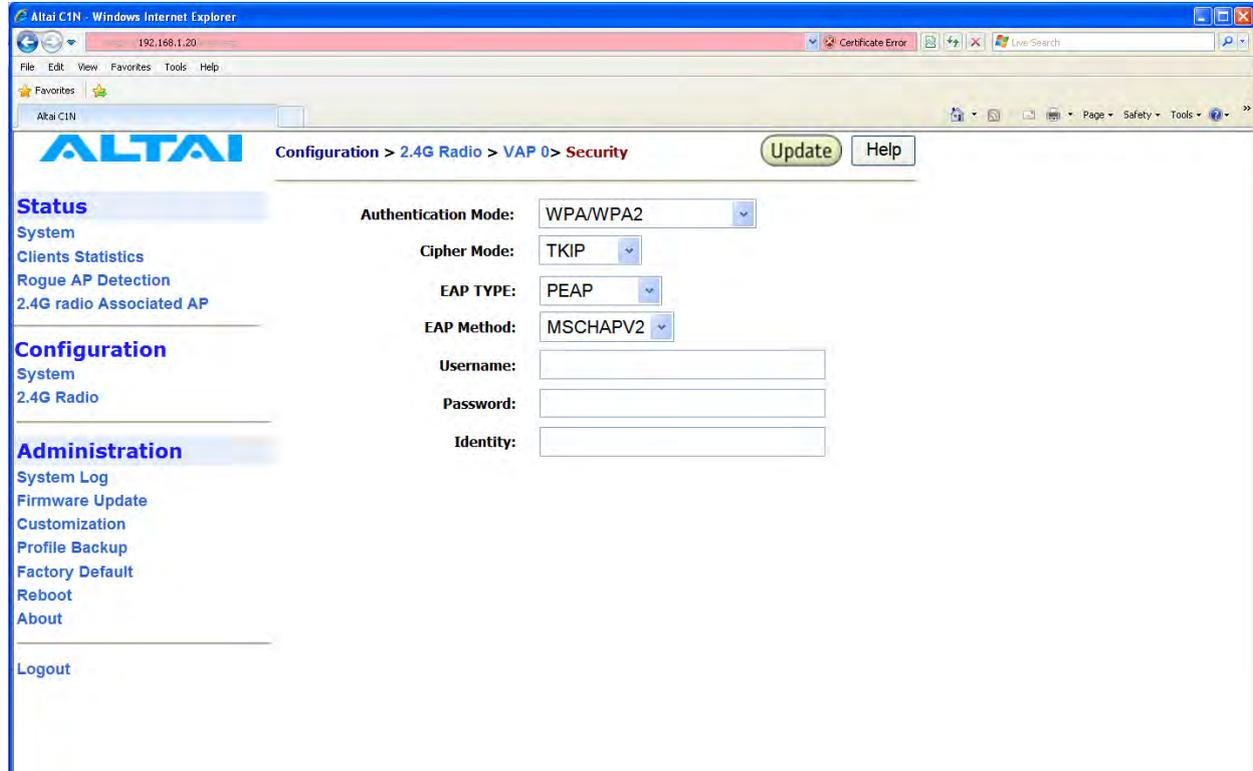 Altai C1N - Windows Internet Explorer
192.168.1.20
Certificate Error
Live Search
File Edit View Favorites Tools Help
Favorites
Altai C1N
Page Safety Tools
ALTAI
Configuration > 2.4G Radio > VAP 0> Security
Update
Help
Status
System
Clients Statistics
Rogue AP Detection
2.4G radio Associated AP
Configuration
System
2.4G Radio
Administration
System Log
Firmware Update
Customization
Profile Backup
Factory Default
Reboot
About
Logout
Authentication Mode: WPA/WPA2
Cipher Mode: TKIP
EAP TYPE: PEAP
EAP Method: MSCHAPV2
Username:
Password:
Identity: